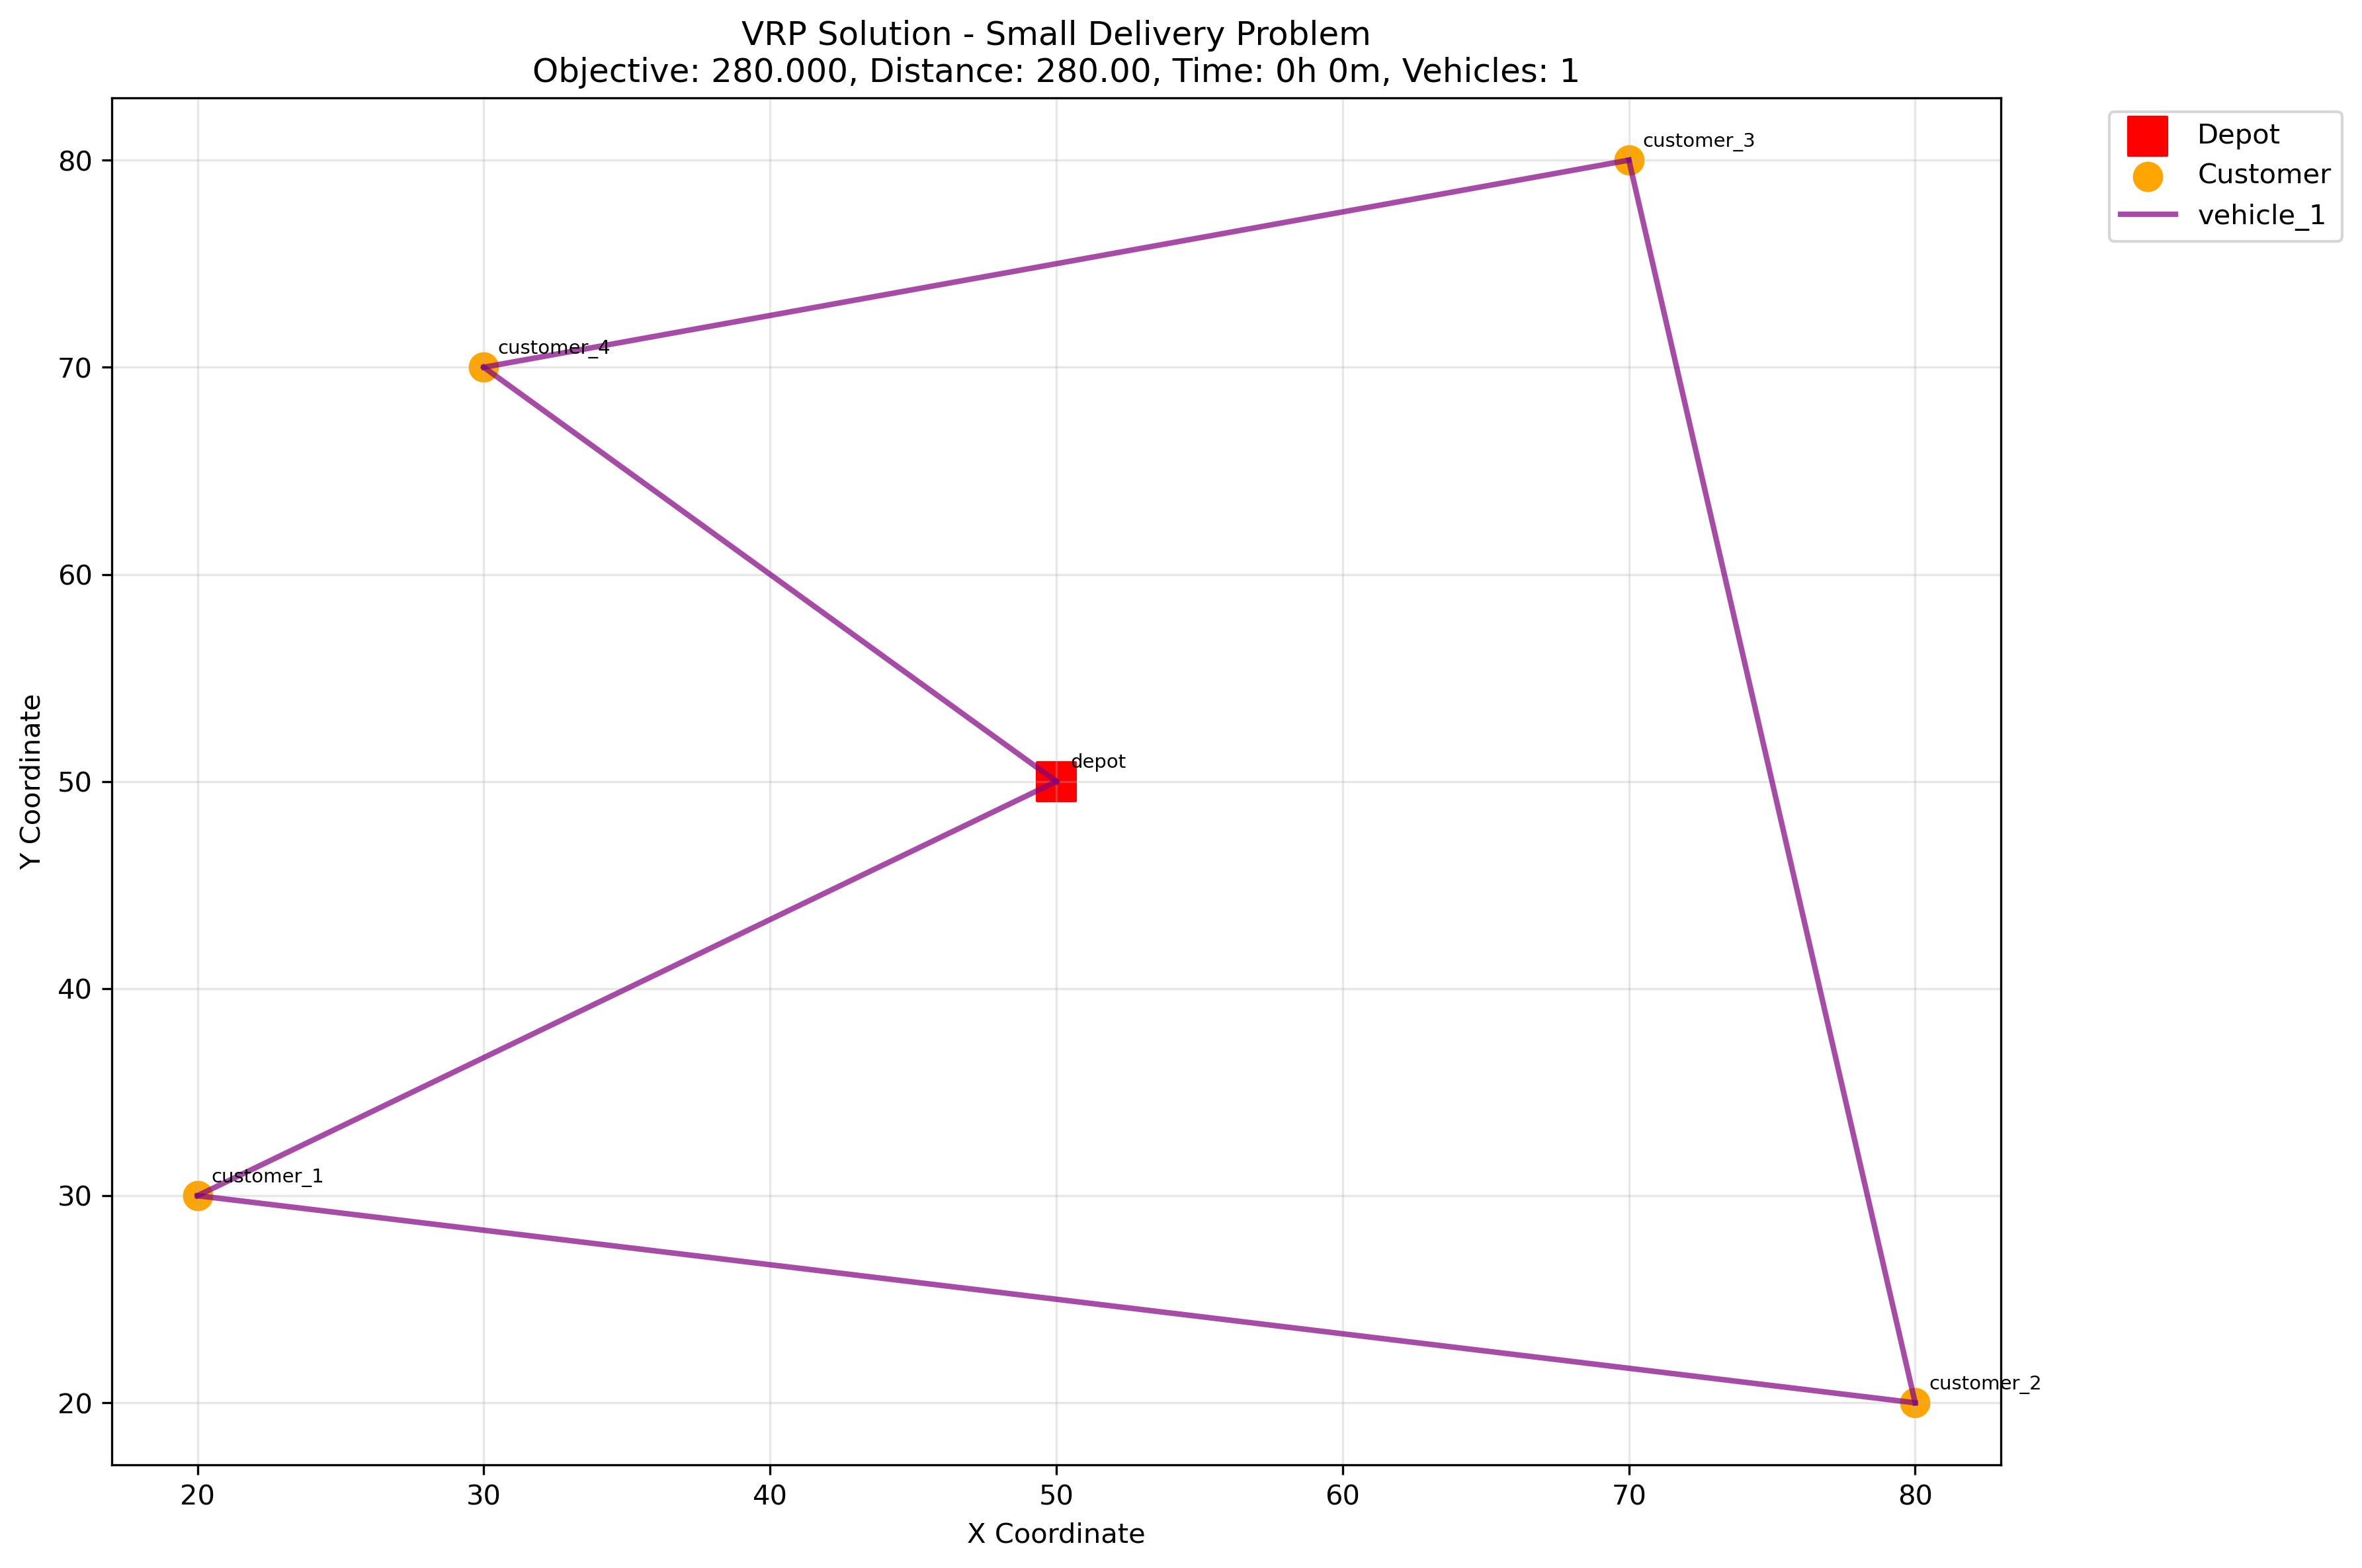 VRP Solution - Small Delivery Problem
Objective: 280.000, Distance: 280.00, Time: 0h 0m, Vehicles: 1
Depot
Customer
vehicle_1
customer_3
customer_4
depot
customer_1
customer_2
Y Coordinate
80
70
60
50
40
30
20
20 30 40 50 60 70 80
X Coordinate